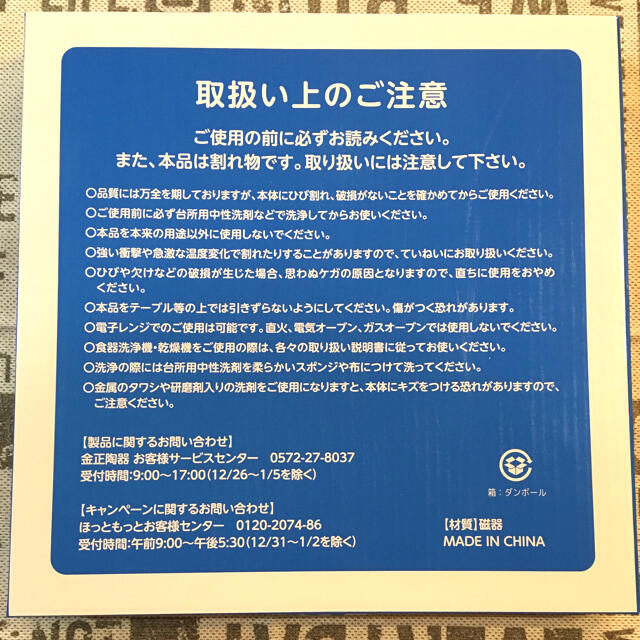 取扱い上のご注意
ご使用の前に必ずお読みください。
また、本品は割れ物です。取り扱いには注意して下さい。
○品質には万全を期しておりますが、本体にひび割れ、破損がないことを確かめてからご使用ください。
○ご使用前に必ず台所用中性洗剤などで洗浄してからお使いください。
○本品を本来の用途以外に使用しないでください。
○強い衝撃や急激な温度変化で割れたりすることがありますので、ていねいにお取り扱いください。
○ひびや欠けなどの破損が生じた場合、思わぬケガの原因となりますので、直ちに使用をおやめ
ください。
○本品をテーブル等の上では引きずらないようにしてください。傷がつく恐れがあります。
○電子レンジでのご使用は可能です。直火、電気オーブン、ガスオーブンでは使用しないでください。
○食器洗浄機・乾燥機をご使用の際は、各々の取り扱い説明書に従ってお使いください。
○洗浄の際には台所用中性洗剤を柔らかいスポンジや布につけて洗ってください。
○金属のタワシや研磨剤入りの洗剤をご使用になりますと、本体にキズをつける恐れがありますので、
ご注意ください。
【製品に関するお問い合わせ】
金正陶器 お客様サービスセンター 0572-27-8037
受付時間:9:00〜17:00(12/26〜1/5を除く)
箱：ダンボール
【キャンペーンに関するお問い合わせ】
ほっともっとお客様センター 0120-2074-86
受付時間:午前9:00〜午後5:30(12/31〜1/2を除く)
【材質】磁器
MADE IN CHINA